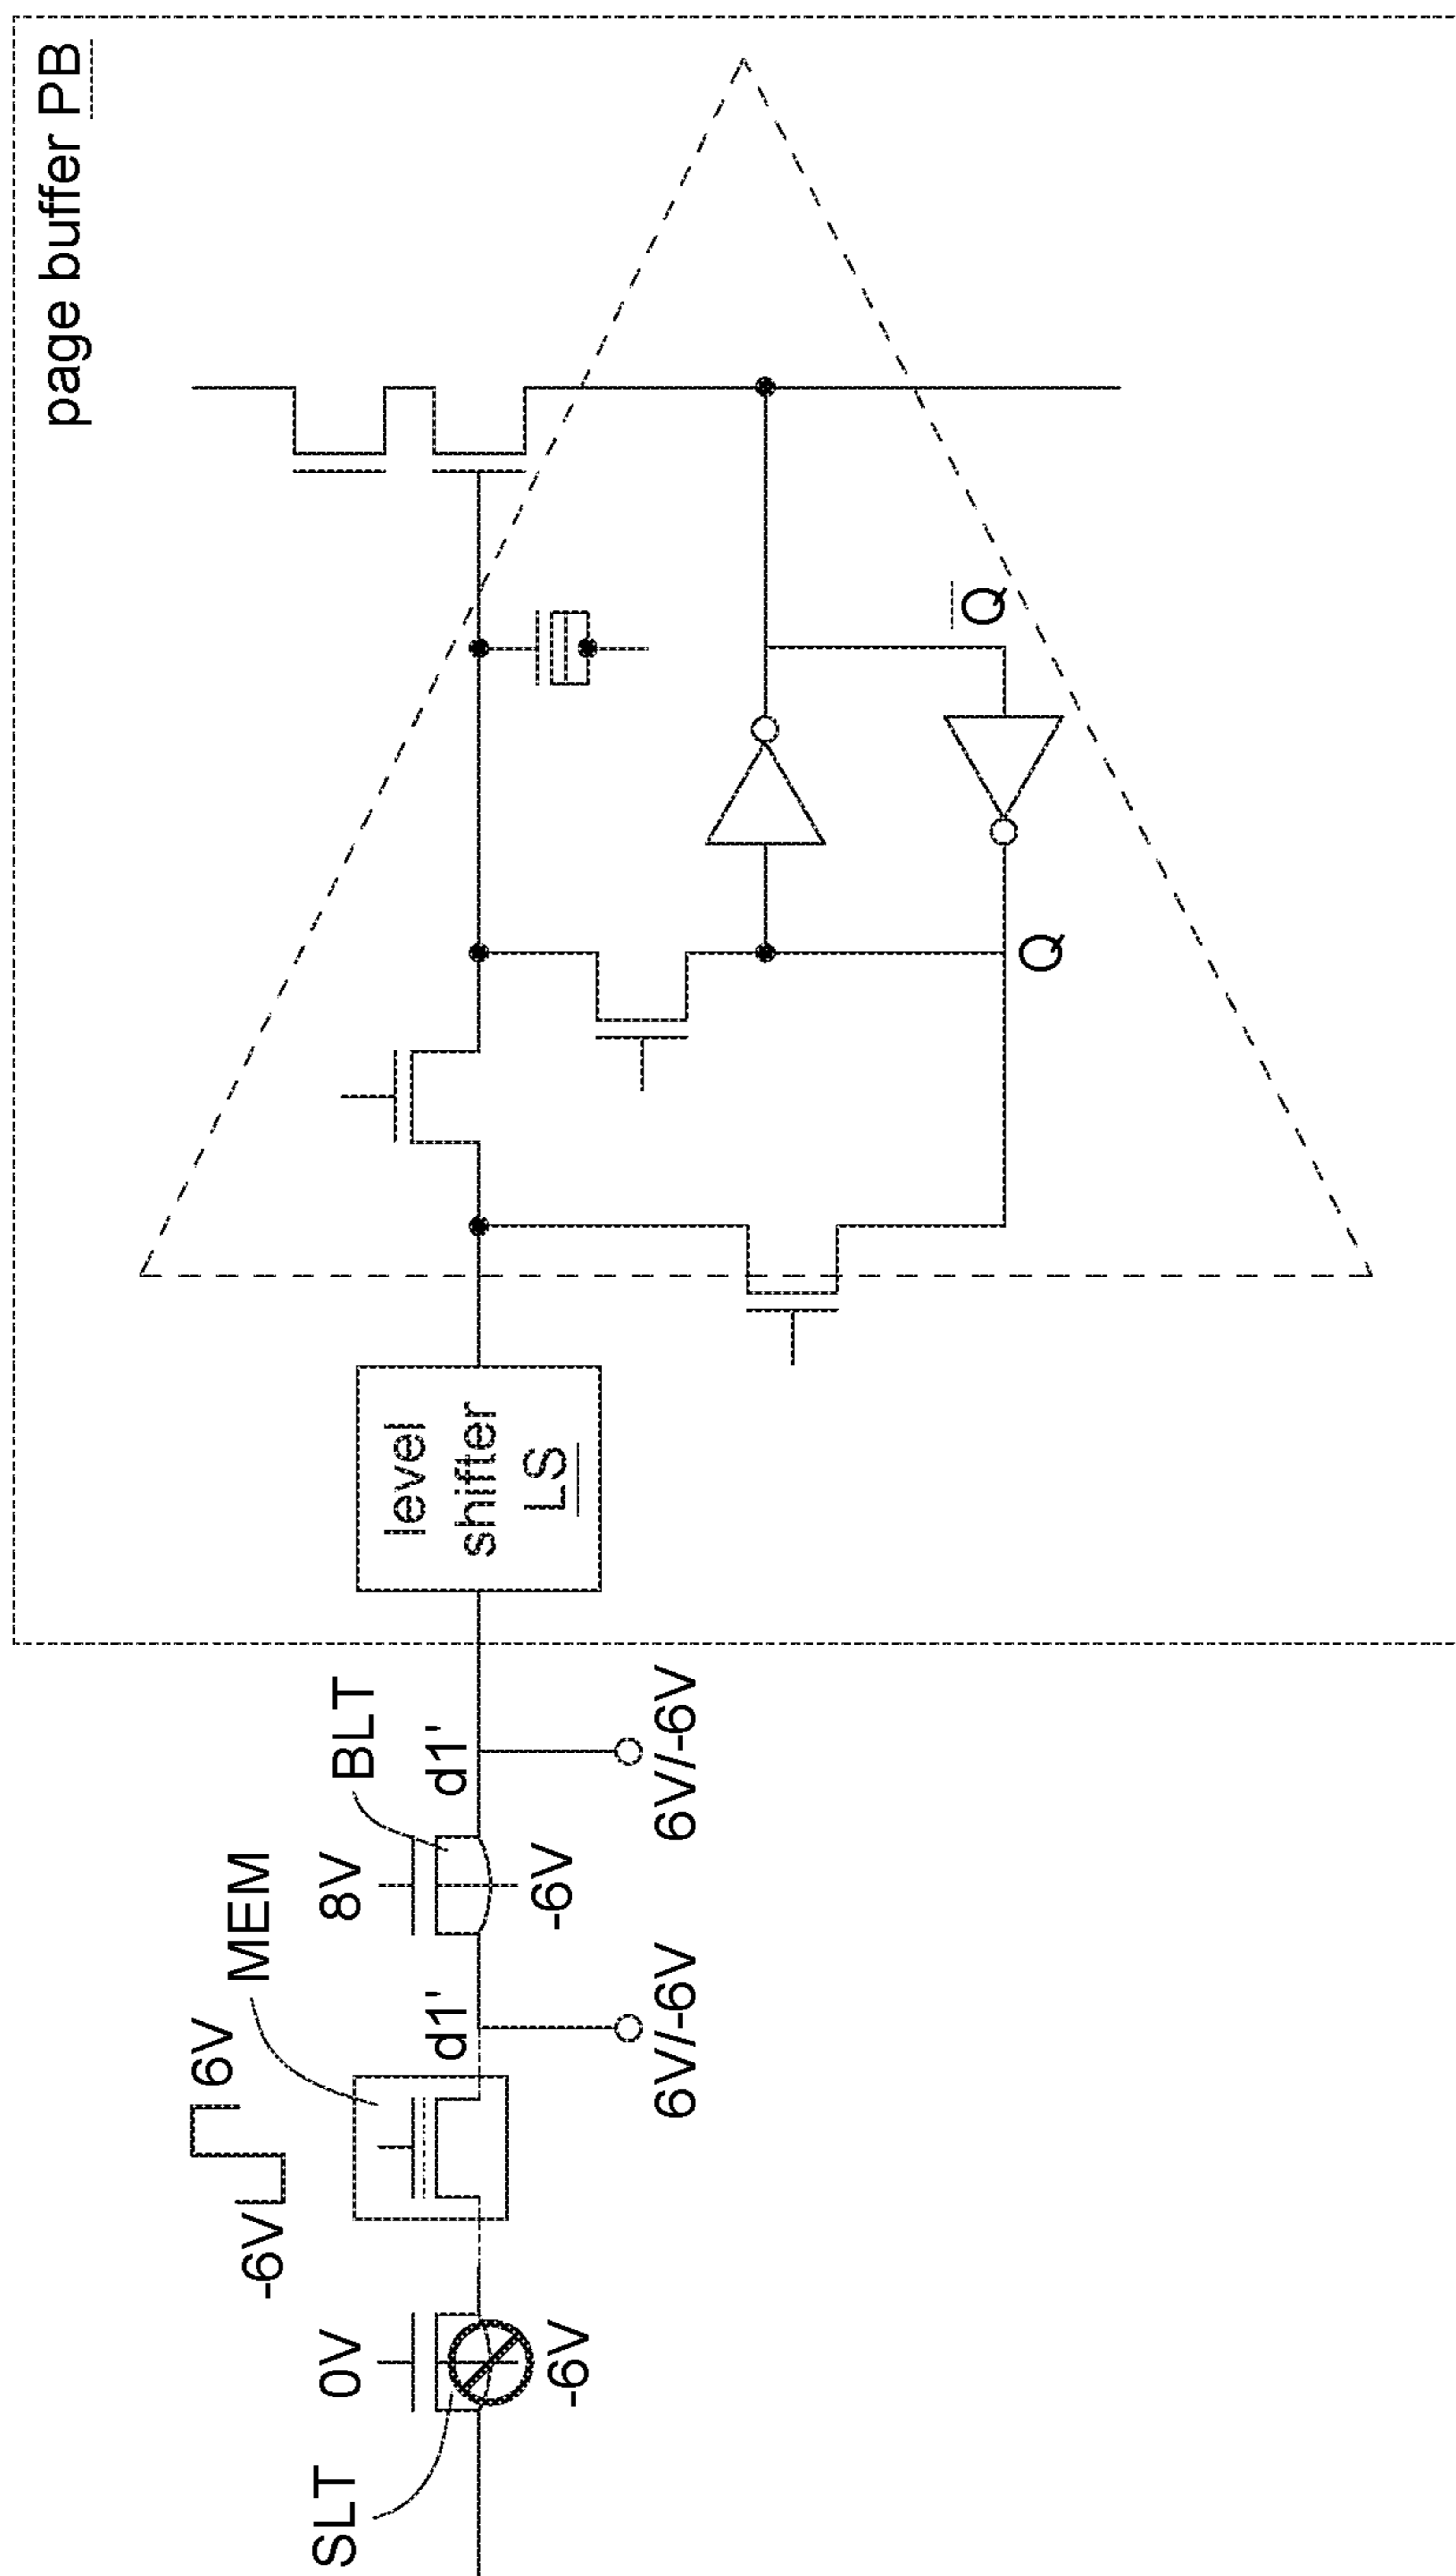 page buffer PB
SLT
0V
-6V
-6V
6V
MEM
d1'
6V/-6V
8V
-6V
BLT
d1'
6V/-6V
level
shifter
LS
Q
Q̅